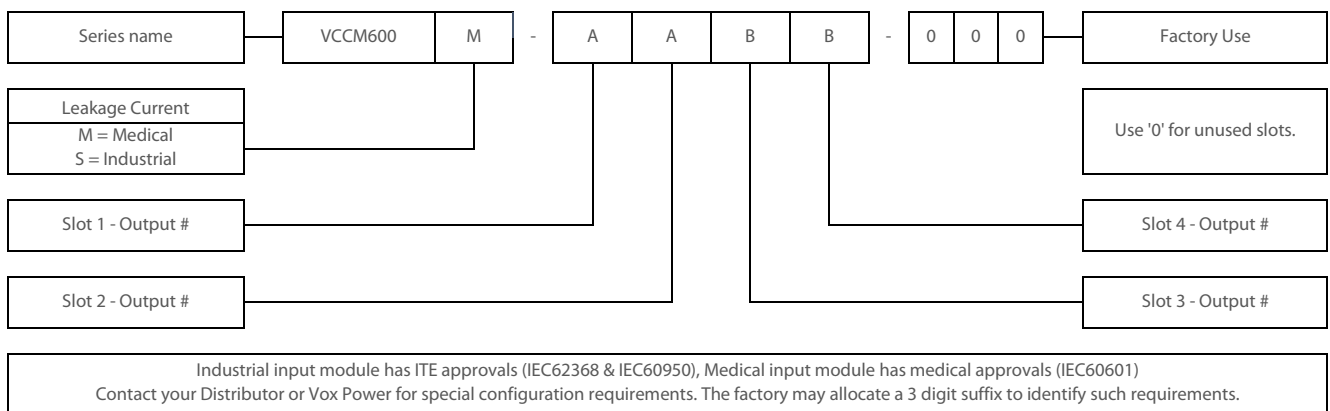 Series name VCCM600 M - A A B B - 0 0 0 Factory Use
Leakage Current
M = Medical
S = Industrial
Use '0' for unused slots.
Slot 1 - Output #
Slot 4 - Output #
Slot 2 - Output #
Slot 3 - Output #
Industrial input module has ITE approvals (IEC62368 & IEC60950), Medical input module has medical approvals (IEC60601)
Contact your Distributor or Vox Power for special configuration requirements. The factory may allocate a 3 digit suffix to identify such requirements.